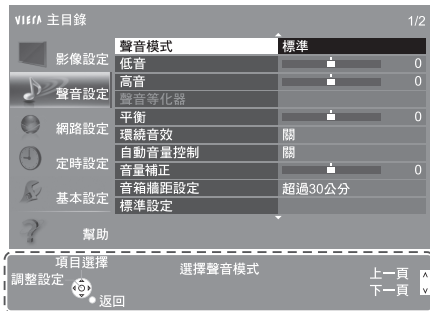 VIERA 主目錄 1/2
影像設定
聲音設定
網路設定
定時設定
基本設定
幫助
聲音模式 標準
低音 0
高音 0
聲音等化器
平衡 0
環繞音效 關
自動音量控制 關
音量補正 0
音箱牆距設定 超過30公分
標準設定
項目選擇
調整設定
返回
選擇聲音模式
上一頁
下一頁